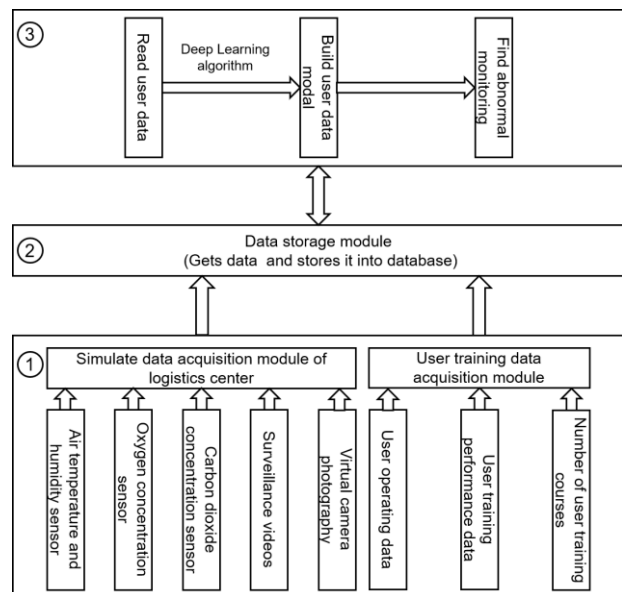 ③
Read user data
Deep Learning
algorithm
Build user data
modal
Find abnormal
monitoring
②
Data storage module
(Gets data and stores it into database)
①
Simulate data acquisition module of
logistics center
User training data
acquisition module
Air temperature and
humidity sensor
Oxygen concentration
sensor
Carbon dioxide
concentration sensor
Surveillance videos
Virtual camera
photography
User operating data
User training
performance data
Number of user training
courses